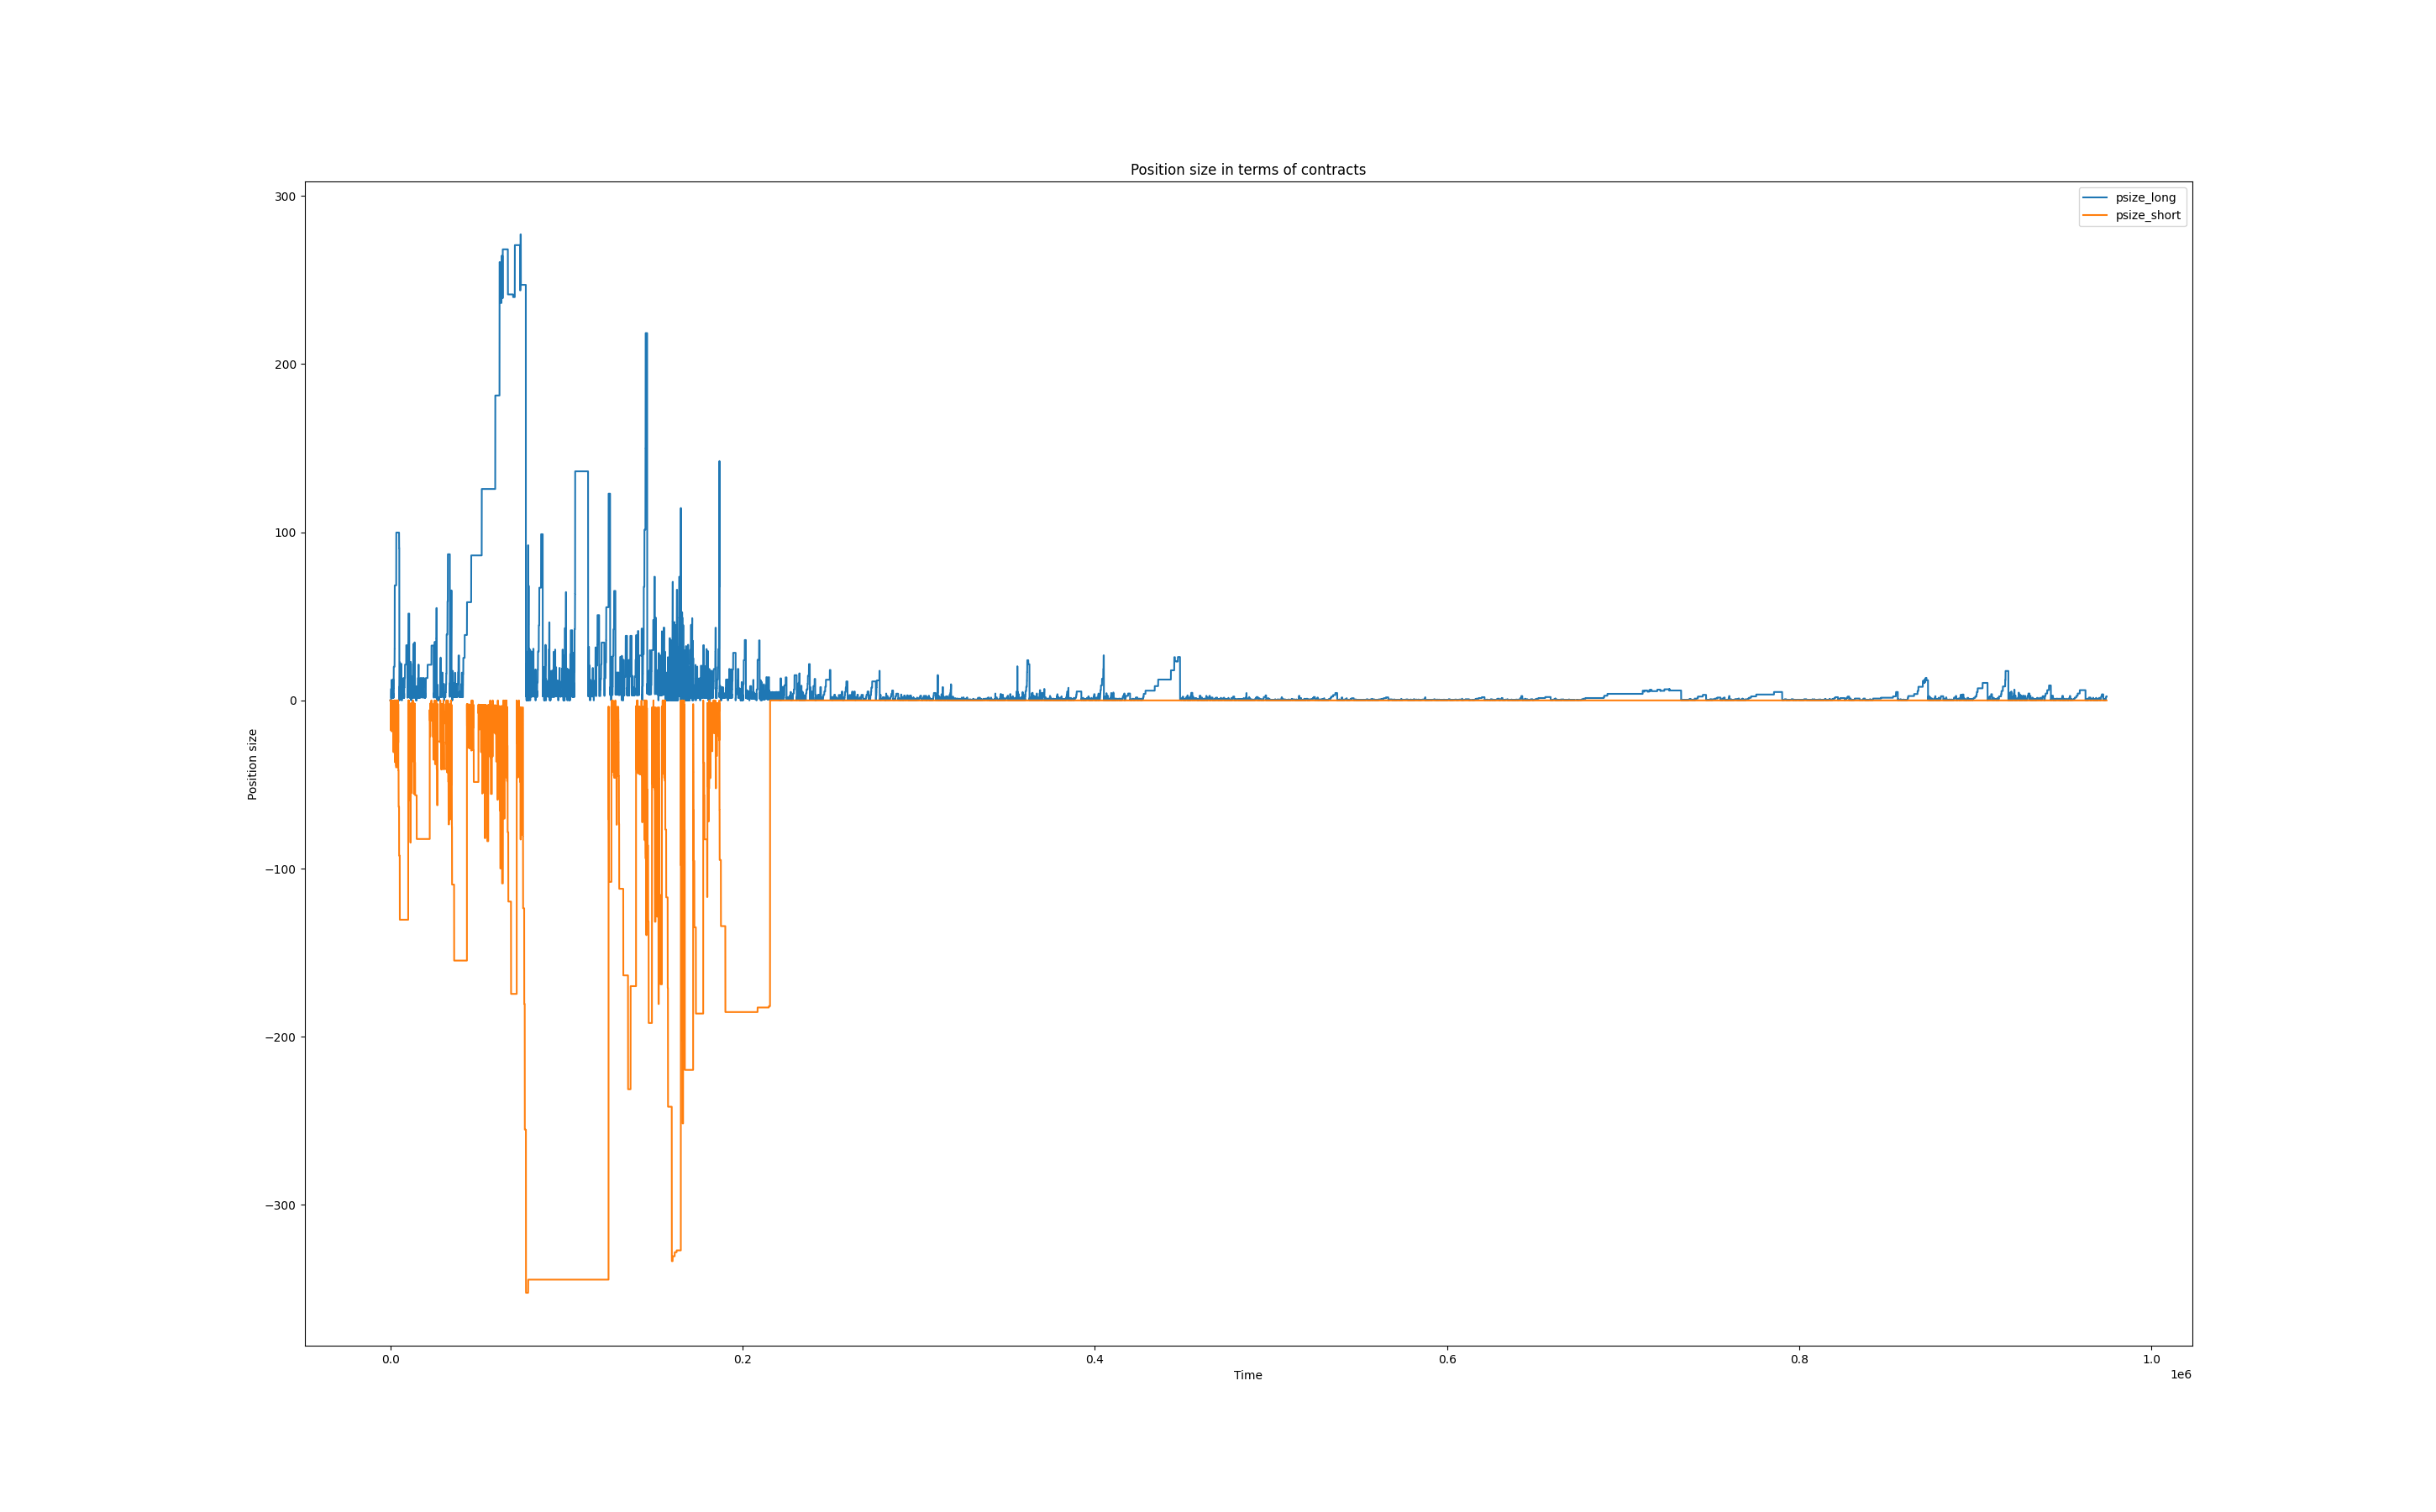 Position size in terms of contracts
psize_long
psize_short
300
200
100
0
−100
−200
−300
Position size
0.0
0.2
0.4
0.6
0.8
1.0
Time
1e6